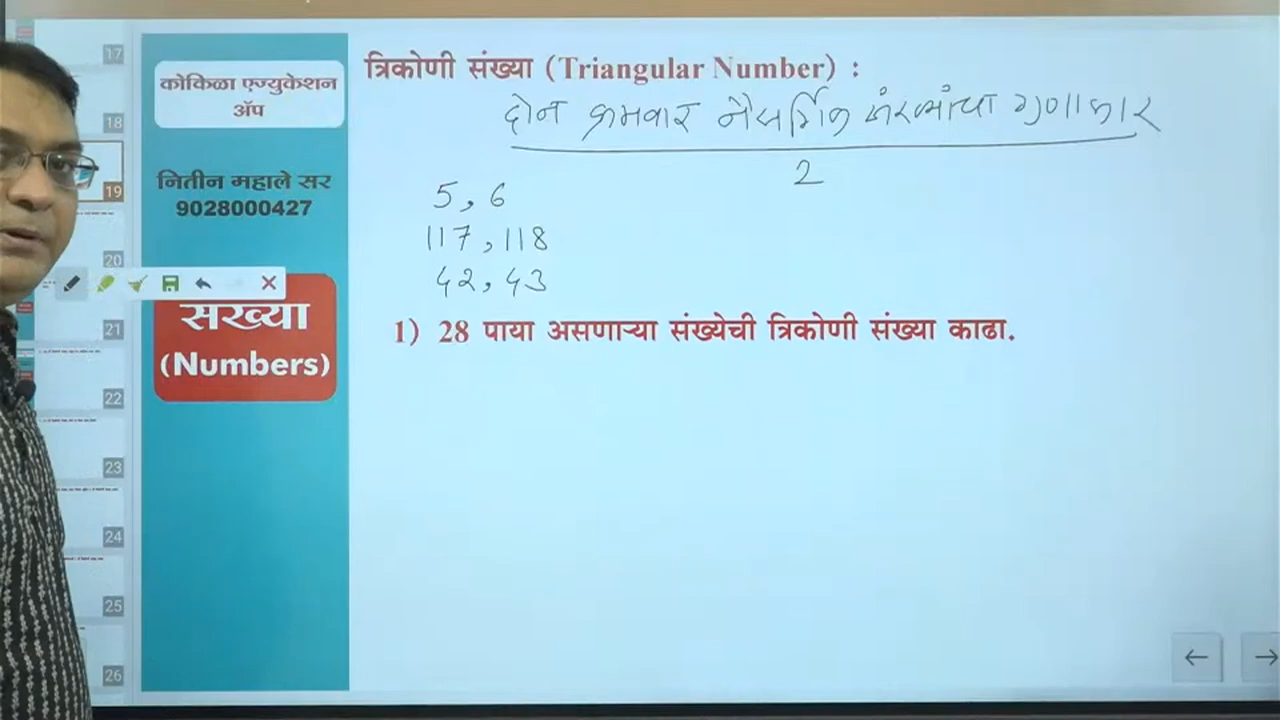 त्रिकोणी संख्या (Triangular Number) :
दोन क्रमवार नैसर्गिक संख्यांचा गुणाकार
2
5, 6
117, 118
42, 43
1) 28 पाया असणाऱ्या संख्येची त्रिकोणी संख्या काढा.
कोकिळा एज्युकेशन
ॲप
नितीन महाले सर
9028000427
संख्या
(Numbers)
17
18
19
20
21
22
23
24
25
26